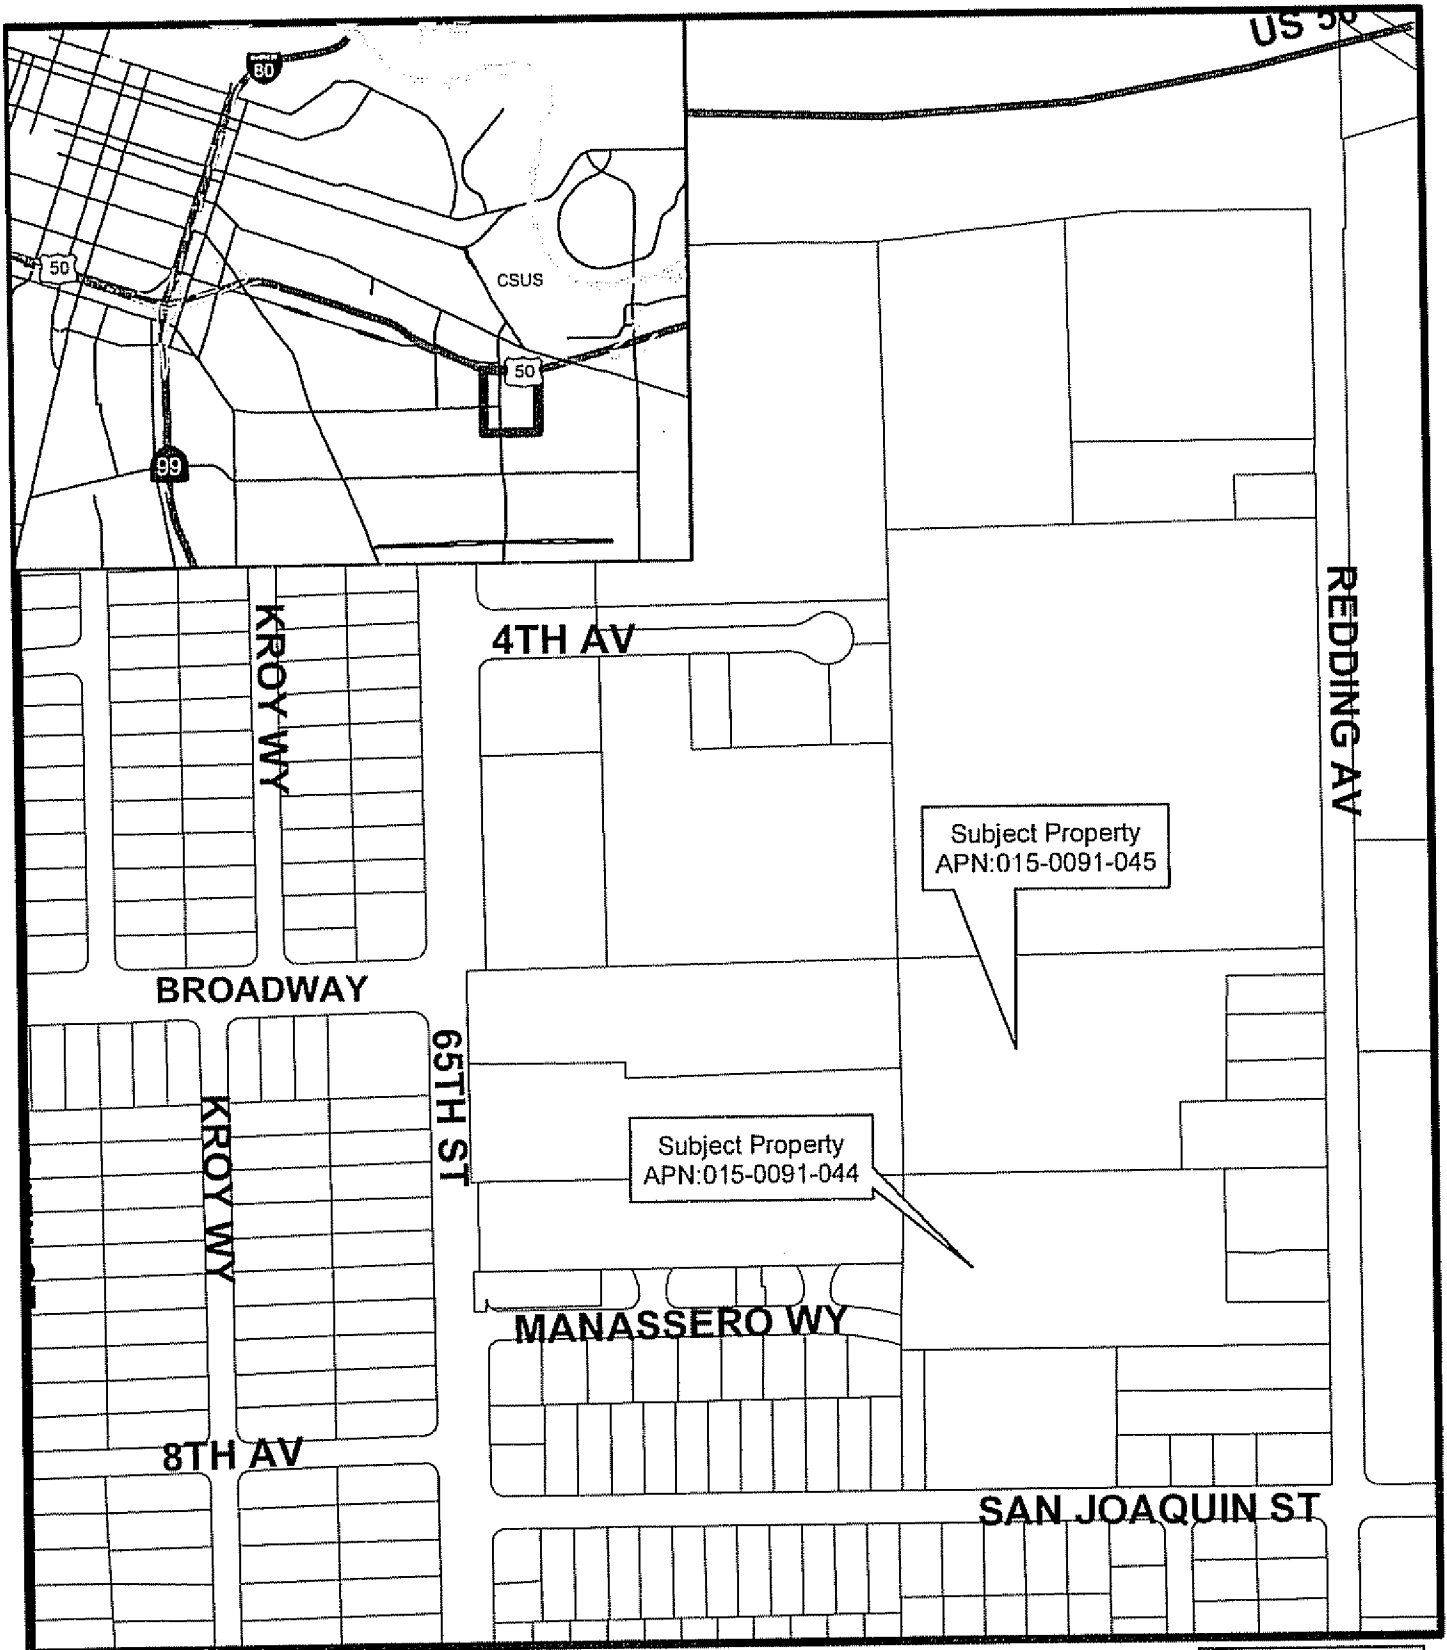 US 50
80
50
CSUS
50
99
KROY WY
4TH AV
REDDING AV
Subject Property
APN:015-0091-045
BROADWAY
65TH ST
KROY WY
Subject Property
APN:015-0091-044
MANASSERO WY
8TH AV
SAN JOAQUIN ST